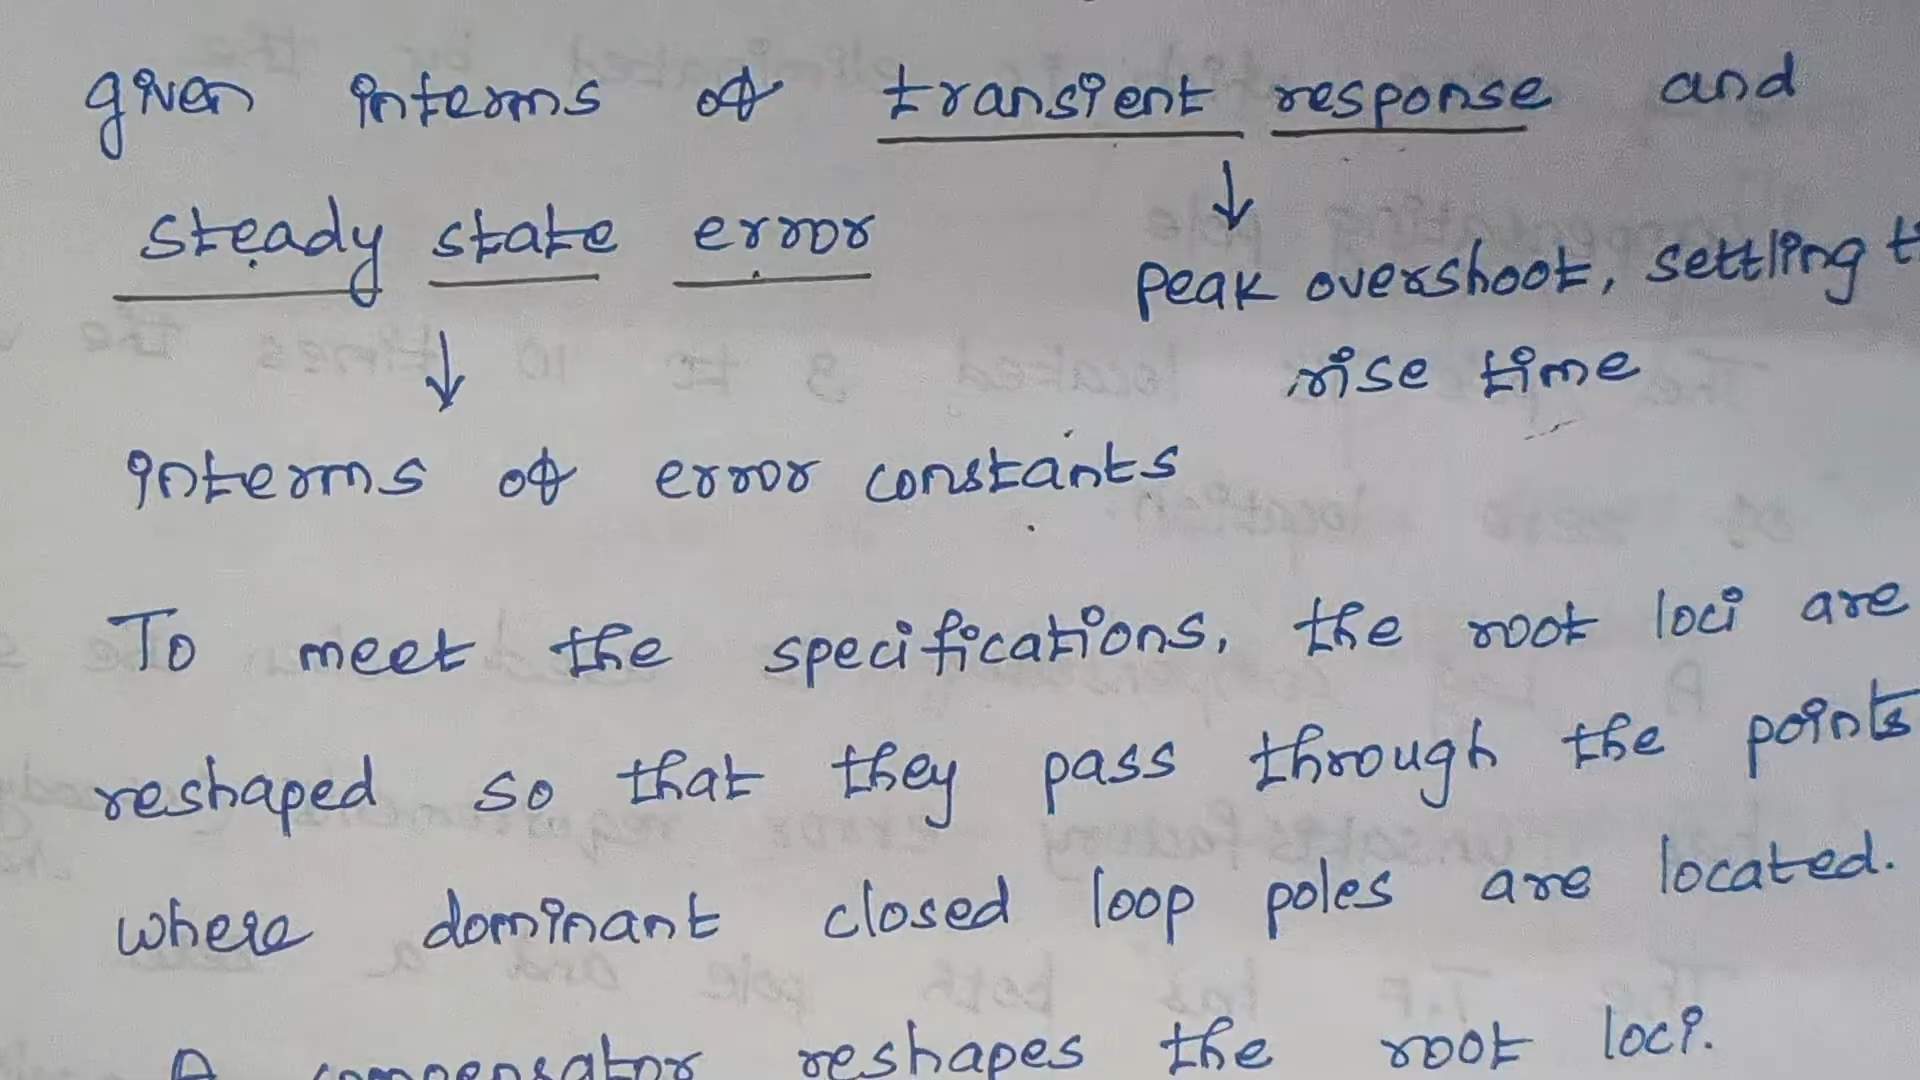 given interms of transient response and
steady state error
↓
peak overshoot, settling
rise time
↓
interms of error constants
To meet the specifications, the root loci are
reshaped so that they pass through the points
where dominant closed loop poles are located.
A compensator reshapes the root loci.